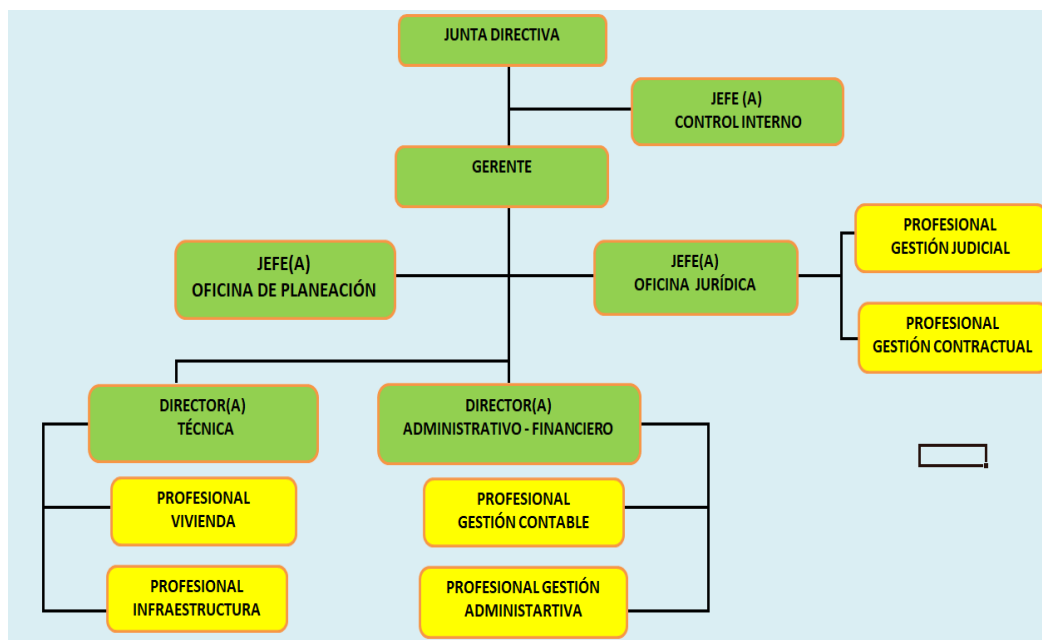 JUNTA DIRECTIVA
JEFE (A)
CONTROL INTERNO
GERENTE
PROFESIONAL
GESTIÓN JUDICIAL
JEFE(A)
OFICINA DE PLANEACIÓN
JEFE(A)
OFICINA JURÍDICA
PROFESIONAL
GESTIÓN CONTRACTUAL
DIRECTOR(A)
TÉCNICA
DIRECTOR(A)
ADMINISTRATIVO - FINANCIERO
PROFESIONAL
VIVIENDA
PROFESIONAL
GESTIÓN CONTABLE
PROFESIONAL
INFRAESTRUCTURA
PROFESIONAL GESTIÓN
ADMINISTARTIVA